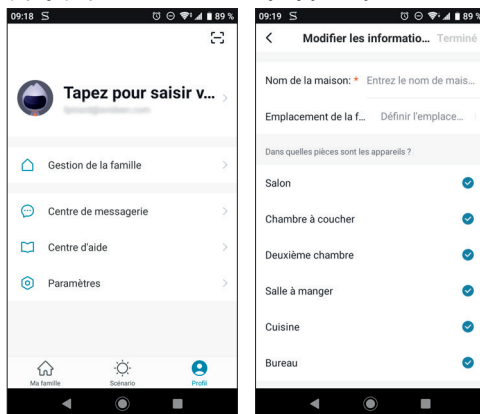 09:18 S 89 %
Tapez pour saisir v...
Gestion de la famille
Centre de messagerie
Centre d'aide
Paramètres
Ma famille
Scénario
Profil
09:19 S 89 %
Modifier les informatio... Terminé
Nom de la maison: * Entrez le nom de mais...
Emplacement de la f... Définir l'emplace...
Dans quelles pièces sont les appareils ?
Salon
Chambre à coucher
Deuxième chambre
Salle à manger
Cuisine
Bureau